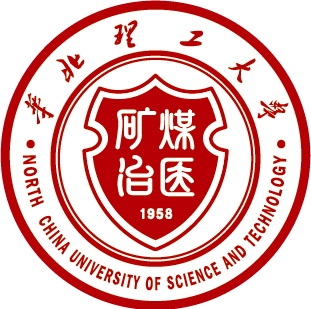 华北理工大学
矿煤
冶医
1958
• NORTH CHINA UNIVERSITY OF SCIENCE AND TECHNOLOGY •